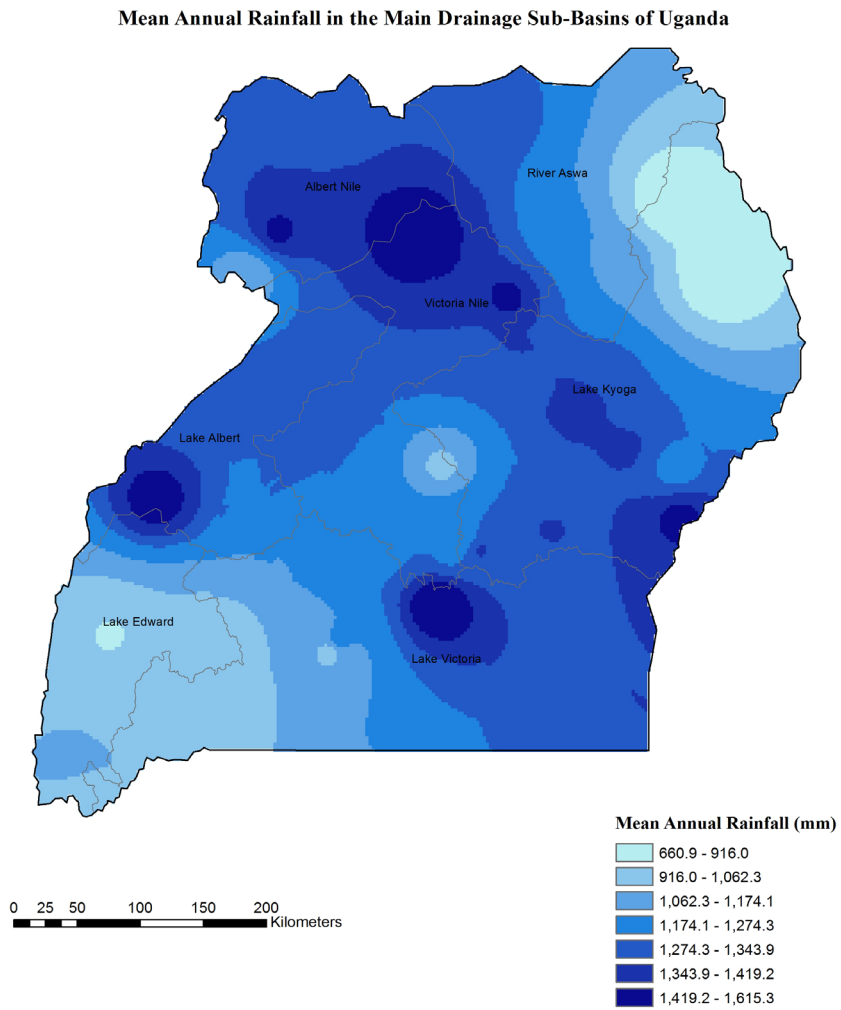 Mean Annual Rainfall in the Main Drainage Sub-Basins of Uganda
River Aswa
Albert Nile
Victoria Nile
Lake Kyoga
Lake Albert
Lake Edward
Lake Victoria
Mean Annual Rainfall (mm)
660.9 - 916.0
916.0 - 1,062.3
1,062.3 - 1,174.1
1,174.1 - 1,274.3
1,274.3 - 1,343.9
1,343.9 - 1,419.2
1,419.2 - 1,615.3
0 25 50 100 150 200
Kilometers